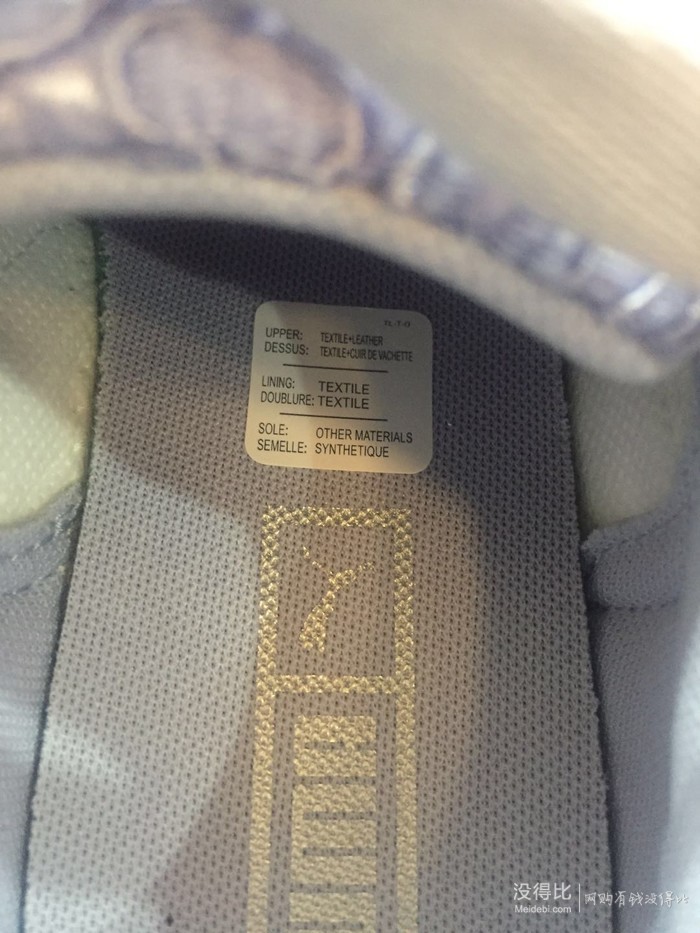 TL-T-O
UPPER: TEXTILE+LEATHER
DESSUS: TEXTILE+CUIR DE VACHETTE
LINING: TEXTILE
DOUBLURE: TEXTILE
SOLE: OTHER MATERIALS
SEMELLE: SYNTHETIQUE
没得比 网购有钱没得比
Meidebi.com